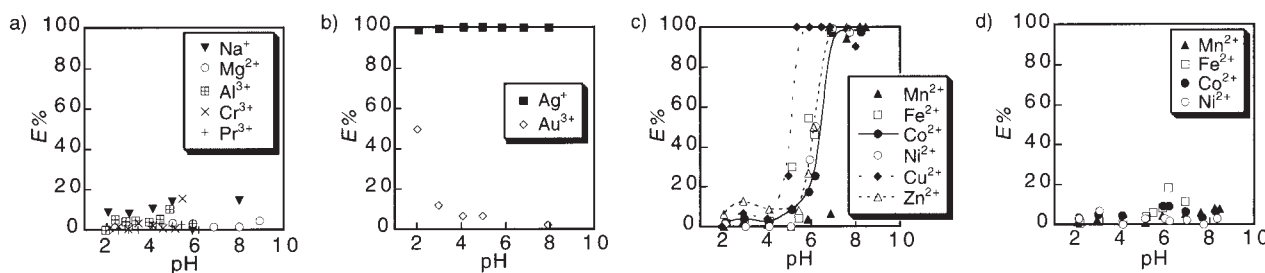 a)
E%
100
80
60
40
20
0
2 4 6 8 10
pH
Na+
Mg2+
Al3+
Cr3+
Pr3+
b)
E%
100
80
60
40
20
0
2 4 6 8 10
pH
Ag+
Au3+
c)
E%
100
80
60
40
20
0
2 4 6 8 10
pH
Mn2+
Fe2+
Co2+
Ni2+
Cu2+
Zn2+
d)
E%
100
80
60
40
20
0
2 4 6 8 10
pH
Mn2+
Fe2+
Co2+
Ni2+